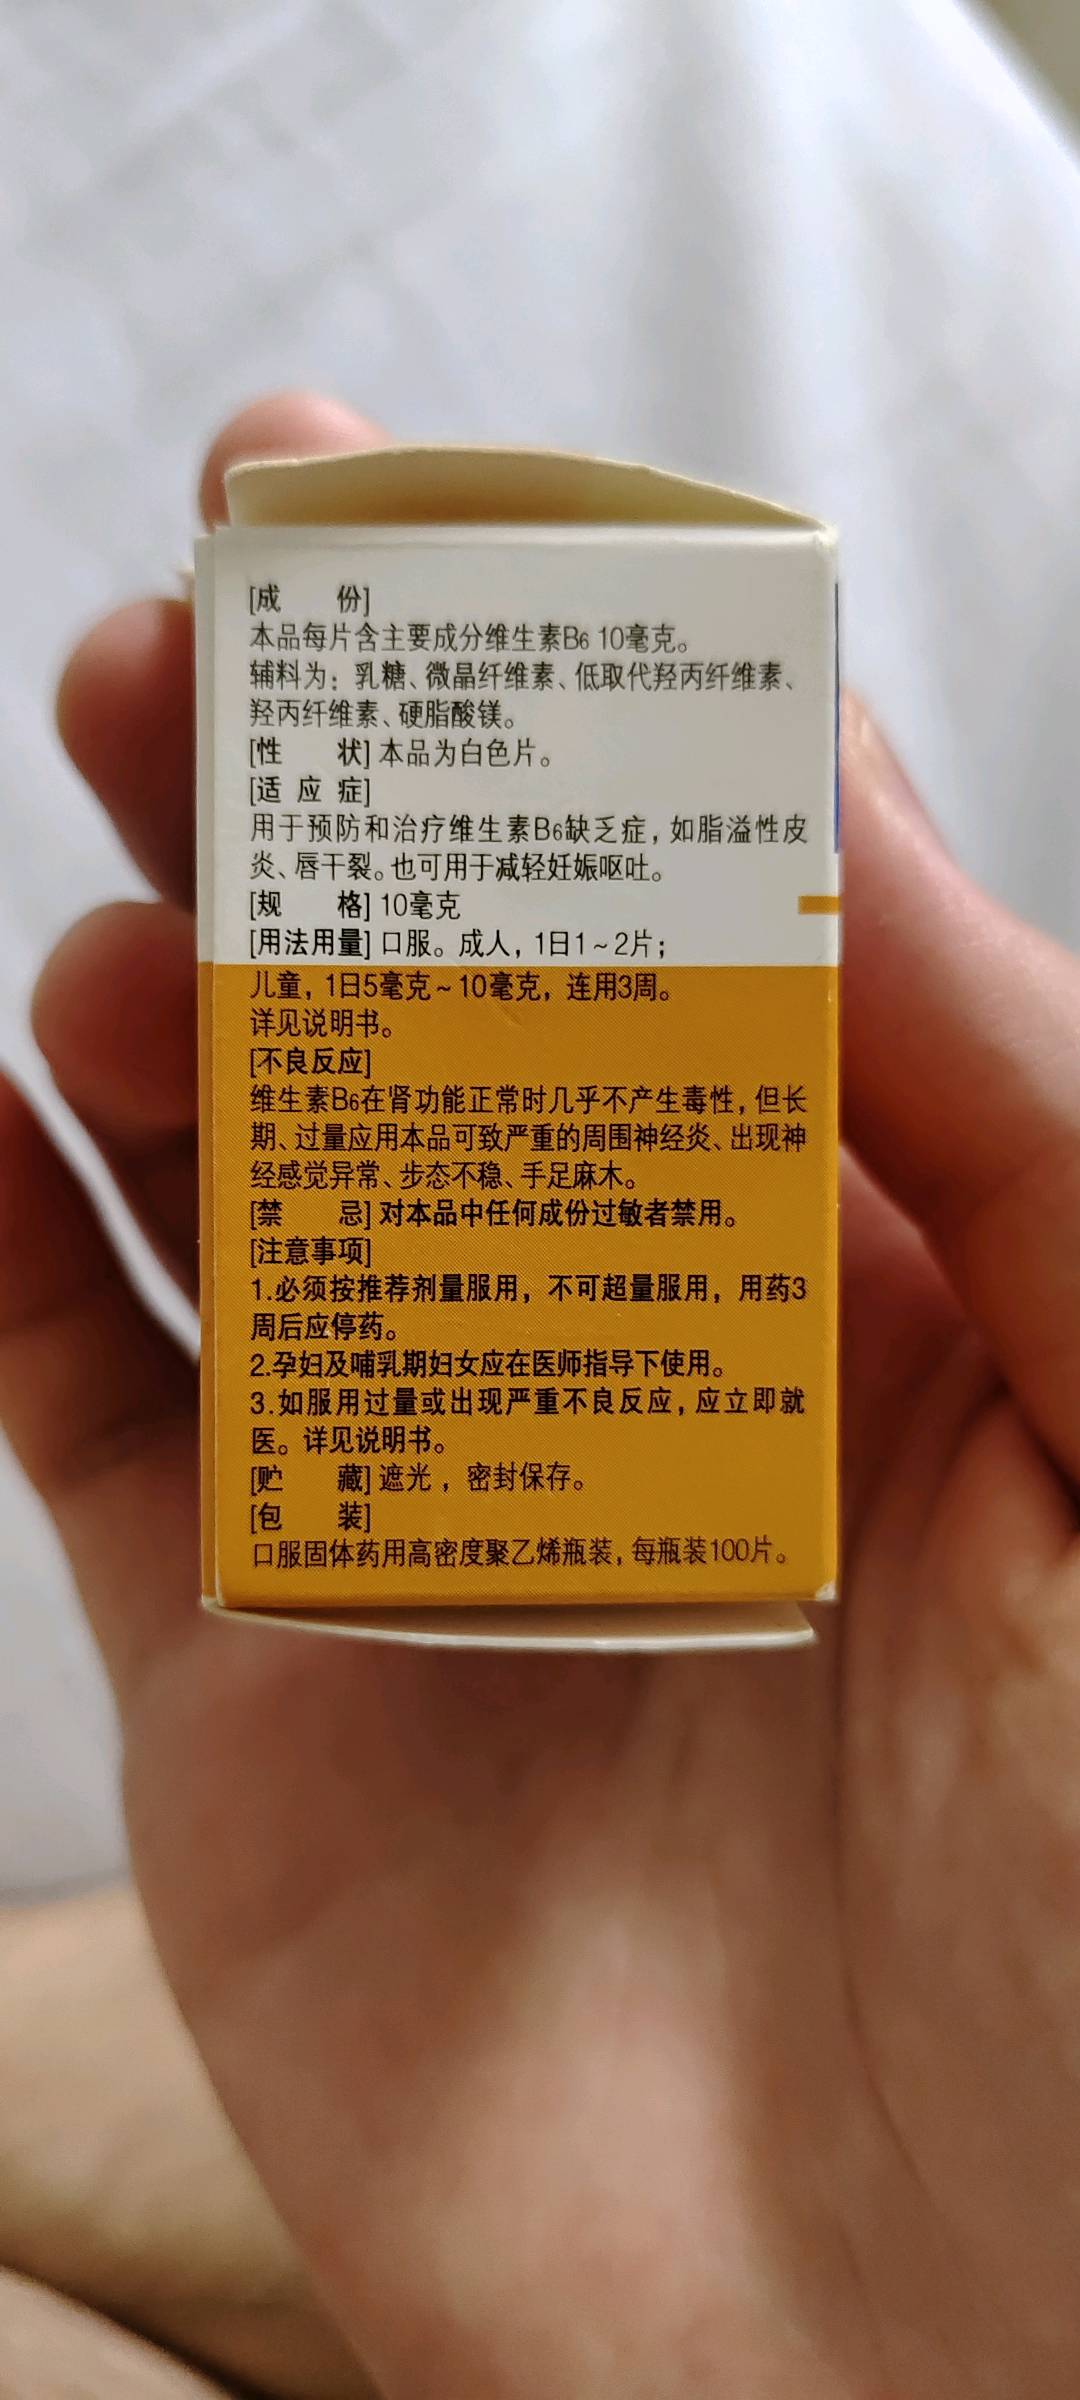 [成　　份]
本品每片含主要成分维生素B6 10毫克。
辅料为：乳糖、微晶纤维素、低取代羟丙纤维素、
羟丙纤维素、硬脂酸镁。
[性　　状] 本品为白色片。
[适 应 症]
用于预防和治疗维生素B6缺乏症，如脂溢性皮
炎、唇干裂。也可用于减轻妊娠呕吐。
[规　　格] 10毫克
[用法用量] 口服。成人，1日1~2片；
儿童，1日5毫克~10毫克，连用3周。
详见说明书。
[不良反应]
维生素B6在肾功能正常时几乎不产生毒性，但长
期、过量应用本品可致严重的周围神经炎、出现神
经感觉异常、步态不稳、手足麻木。
[禁　　忌] 对本品中任何成份过敏者禁用。
[注意事项]
1.必须按推荐剂量服用，不可超量服用，用药3
周后应停药。
2.孕妇及哺乳期妇女应在医师指导下使用。
3.如服用过量或出现严重不良反应，应立即就
医。详见说明书。
[贮　　藏] 遮光，密封保存。
[包　　装]
口服固体药用高密度聚乙烯瓶装，每瓶装100片。